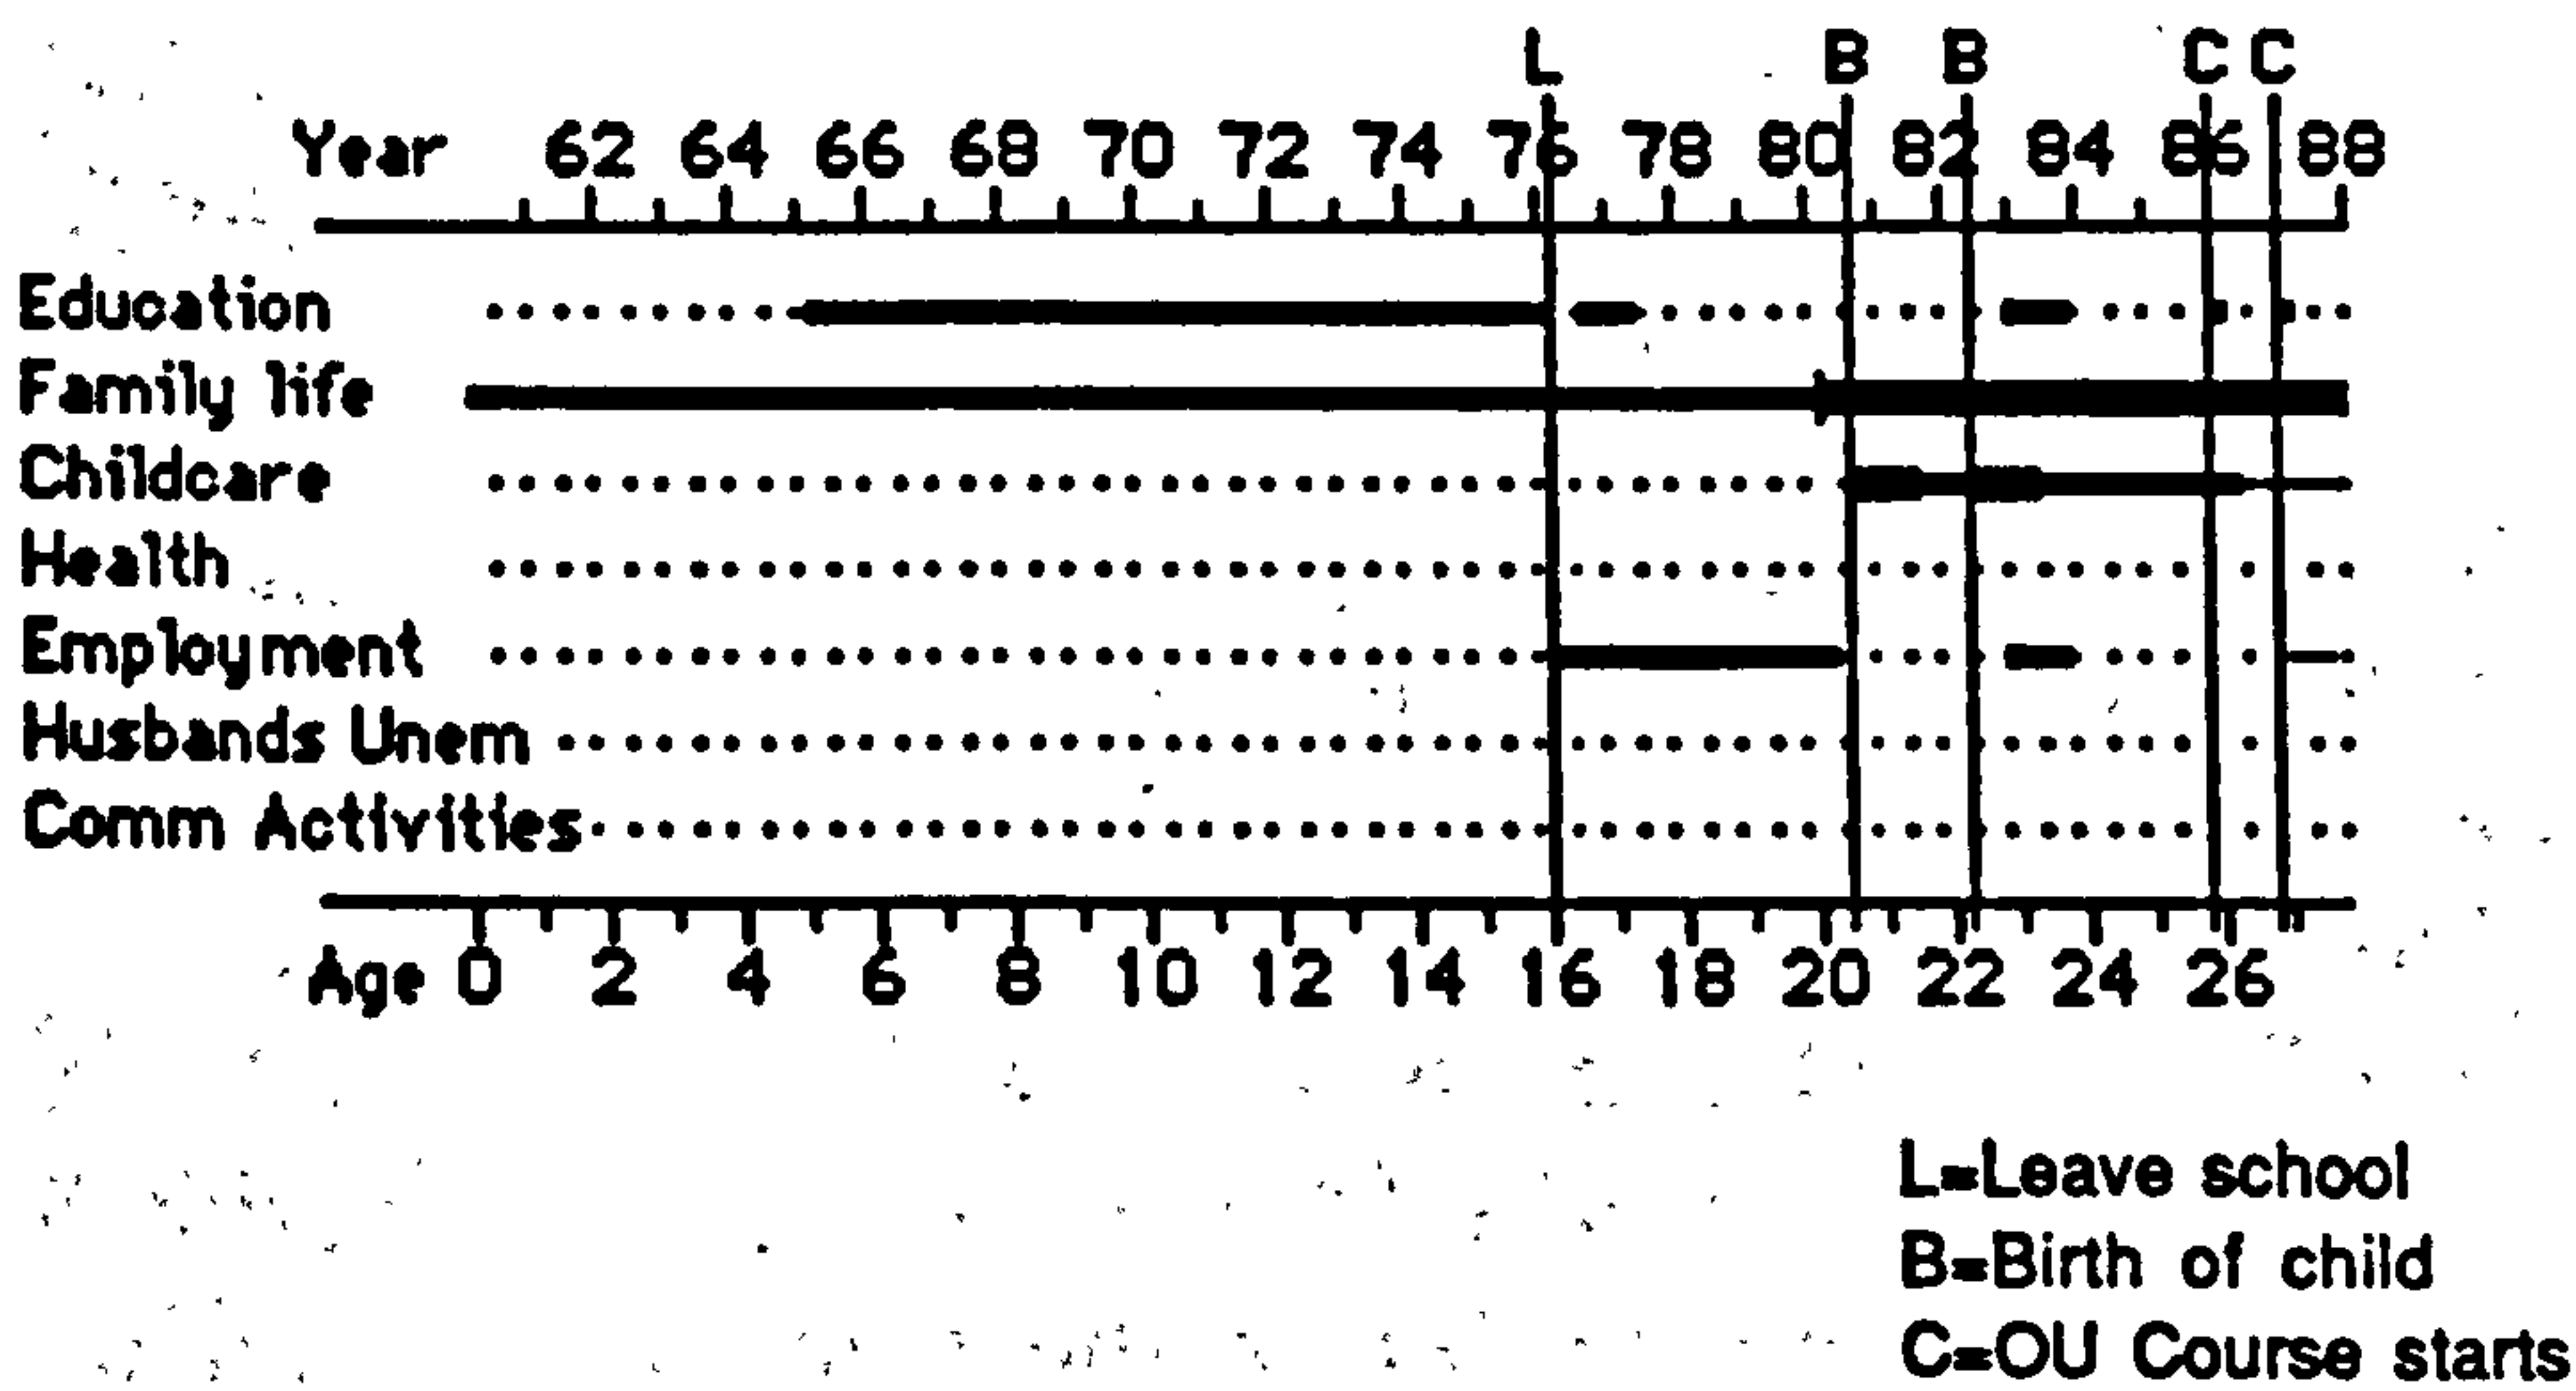 L B B C C
Year 62 64 66 68 70 72 74 76 78 80 82 84 86 88
Education
Family life
Childcare
Health
Employment
Husbands Unem
Comm Activities
Age 0 2 4 6 8 10 12 14 16 18 20 22 24 26
L=Leave school
B=Birth of child
C=OU Course starts